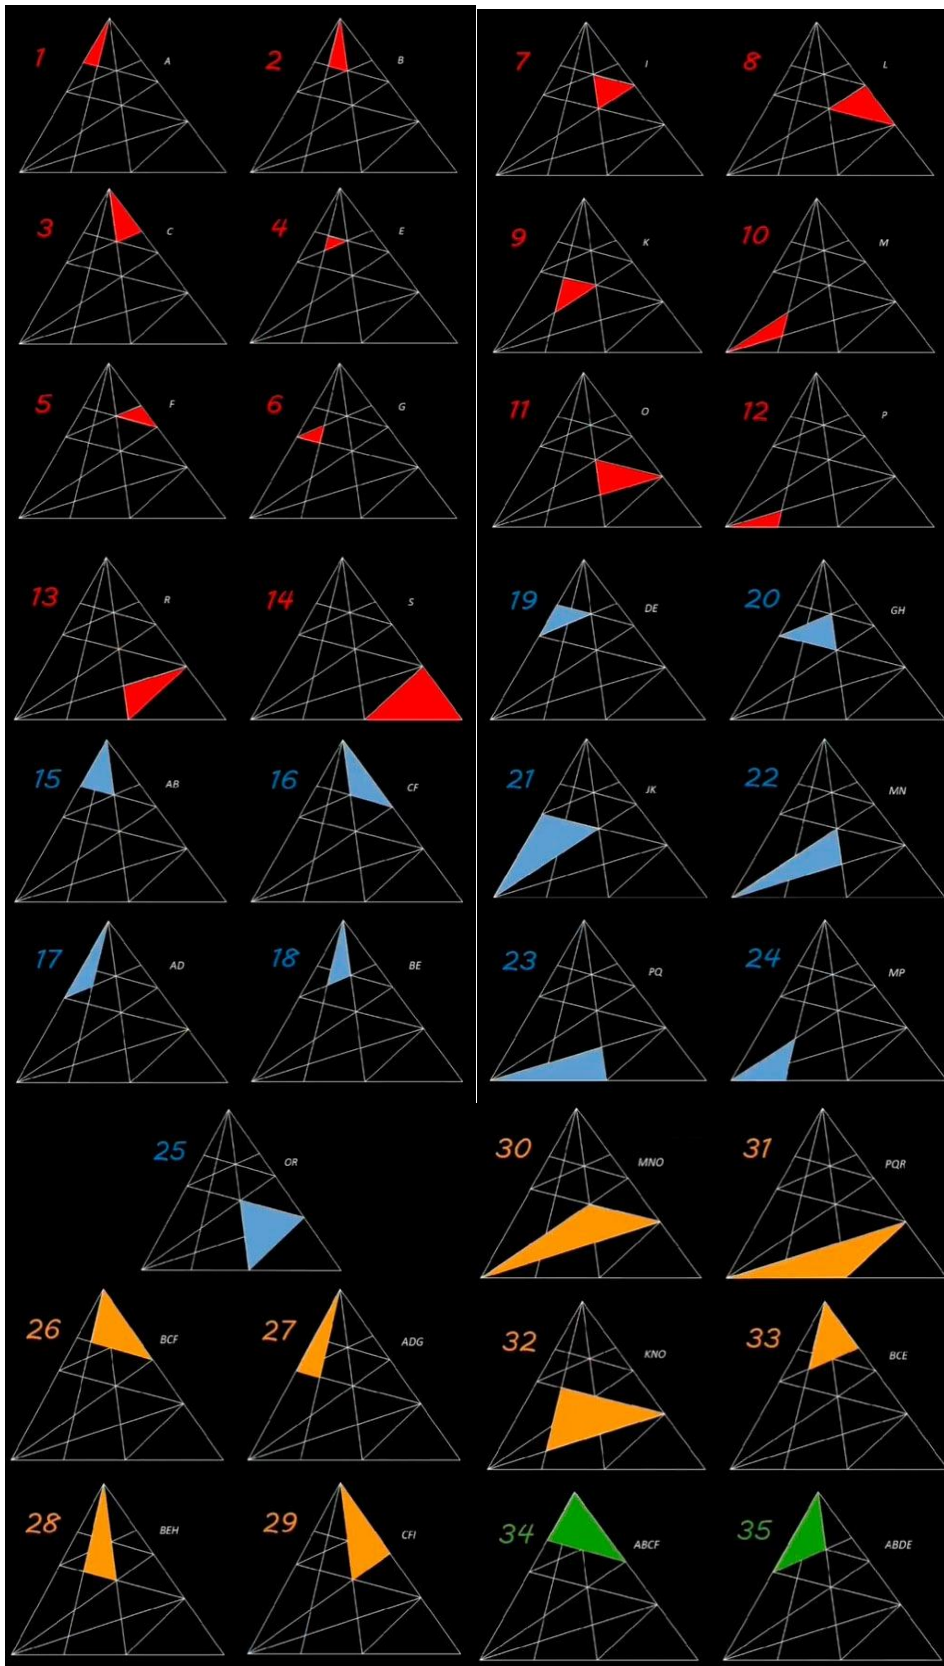 1 A 2 B 7 I 8 L
3 C 4 E 9 K 10 M
5 F 6 G 11 O 12 P
13 R 14 S 19 DE 20 GH
15 AB 16 CF 21 JK 22 MN
17 AD 18 BE 23 PQ 24 MP
25 OR 30 MNO 31 PQR
26 BCF 27 ADG 32 KNO 33 BCE
28 BEH 29 CFI 34 ABCF 35 ABDE